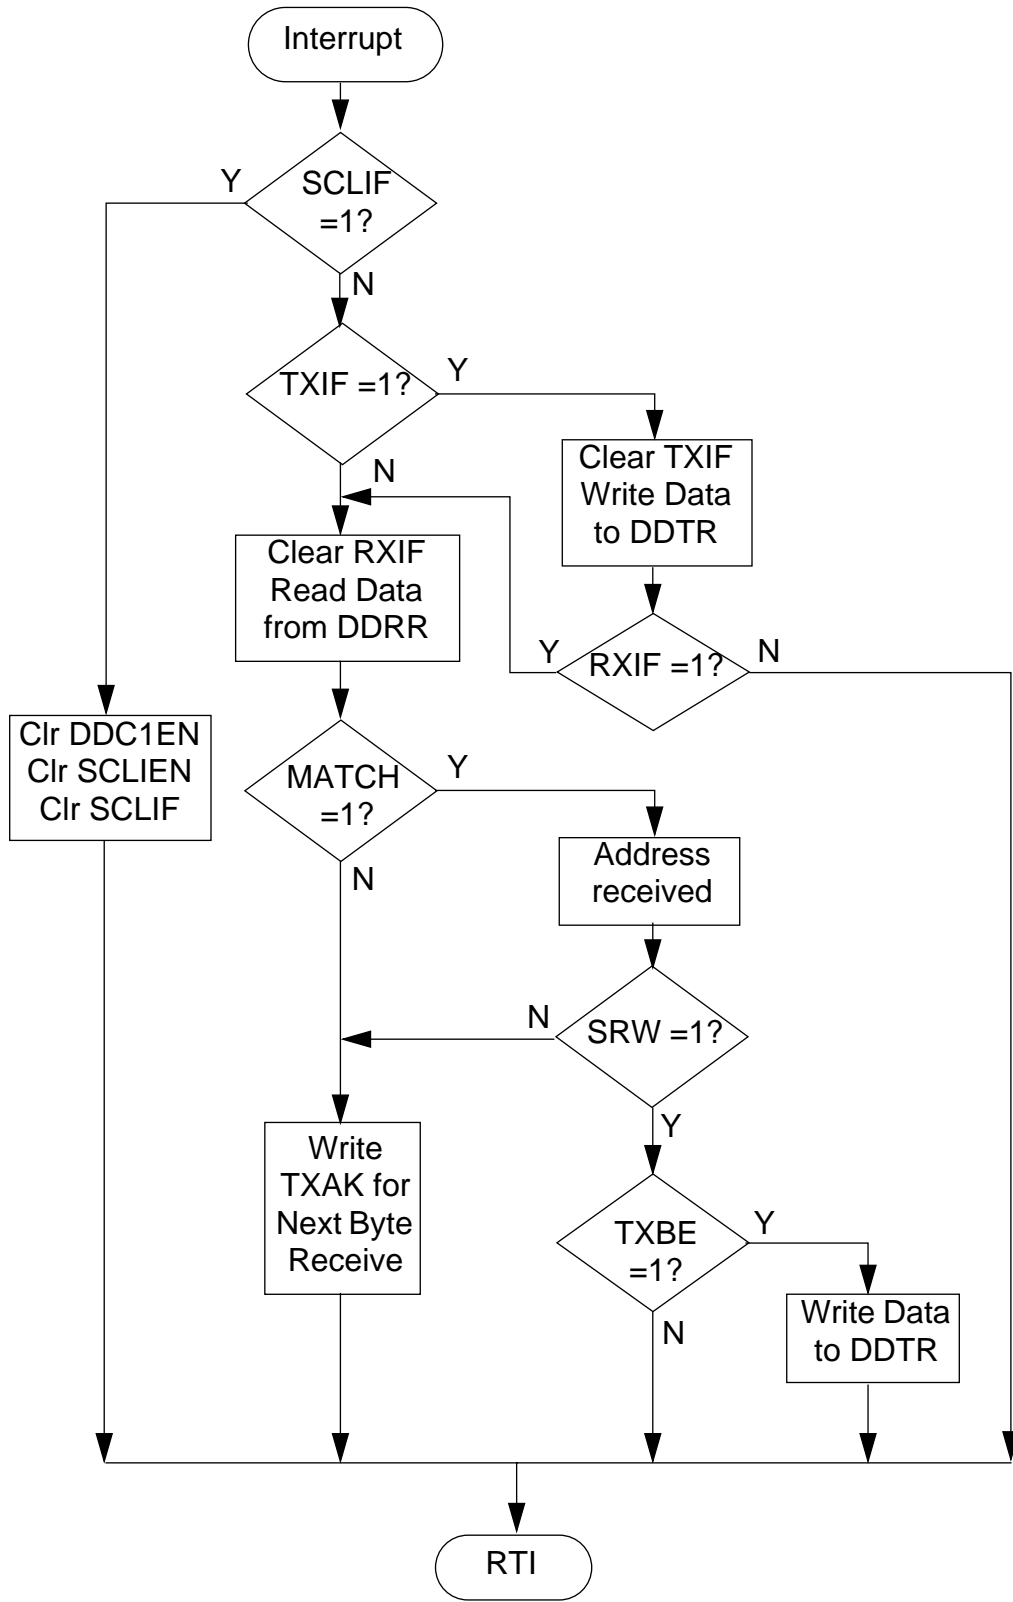 Interrupt
Y
SCLIF
=1?
N
TXIF =1?
Y
N
Clear TXIF
Write Data
to DDTR
Clear RXIF
Read Data
from DDRR
Y
RXIF =1?
N
Clr DDC1EN
Clr SCLIEN
Clr SCLIF
MATCH
=1?
Y
N
Address
received
N
SRW =1?
Y
Write
TXAK for
Next Byte
Receive
TXBE
=1?
Y
N
Write Data
to DDTR
RTI